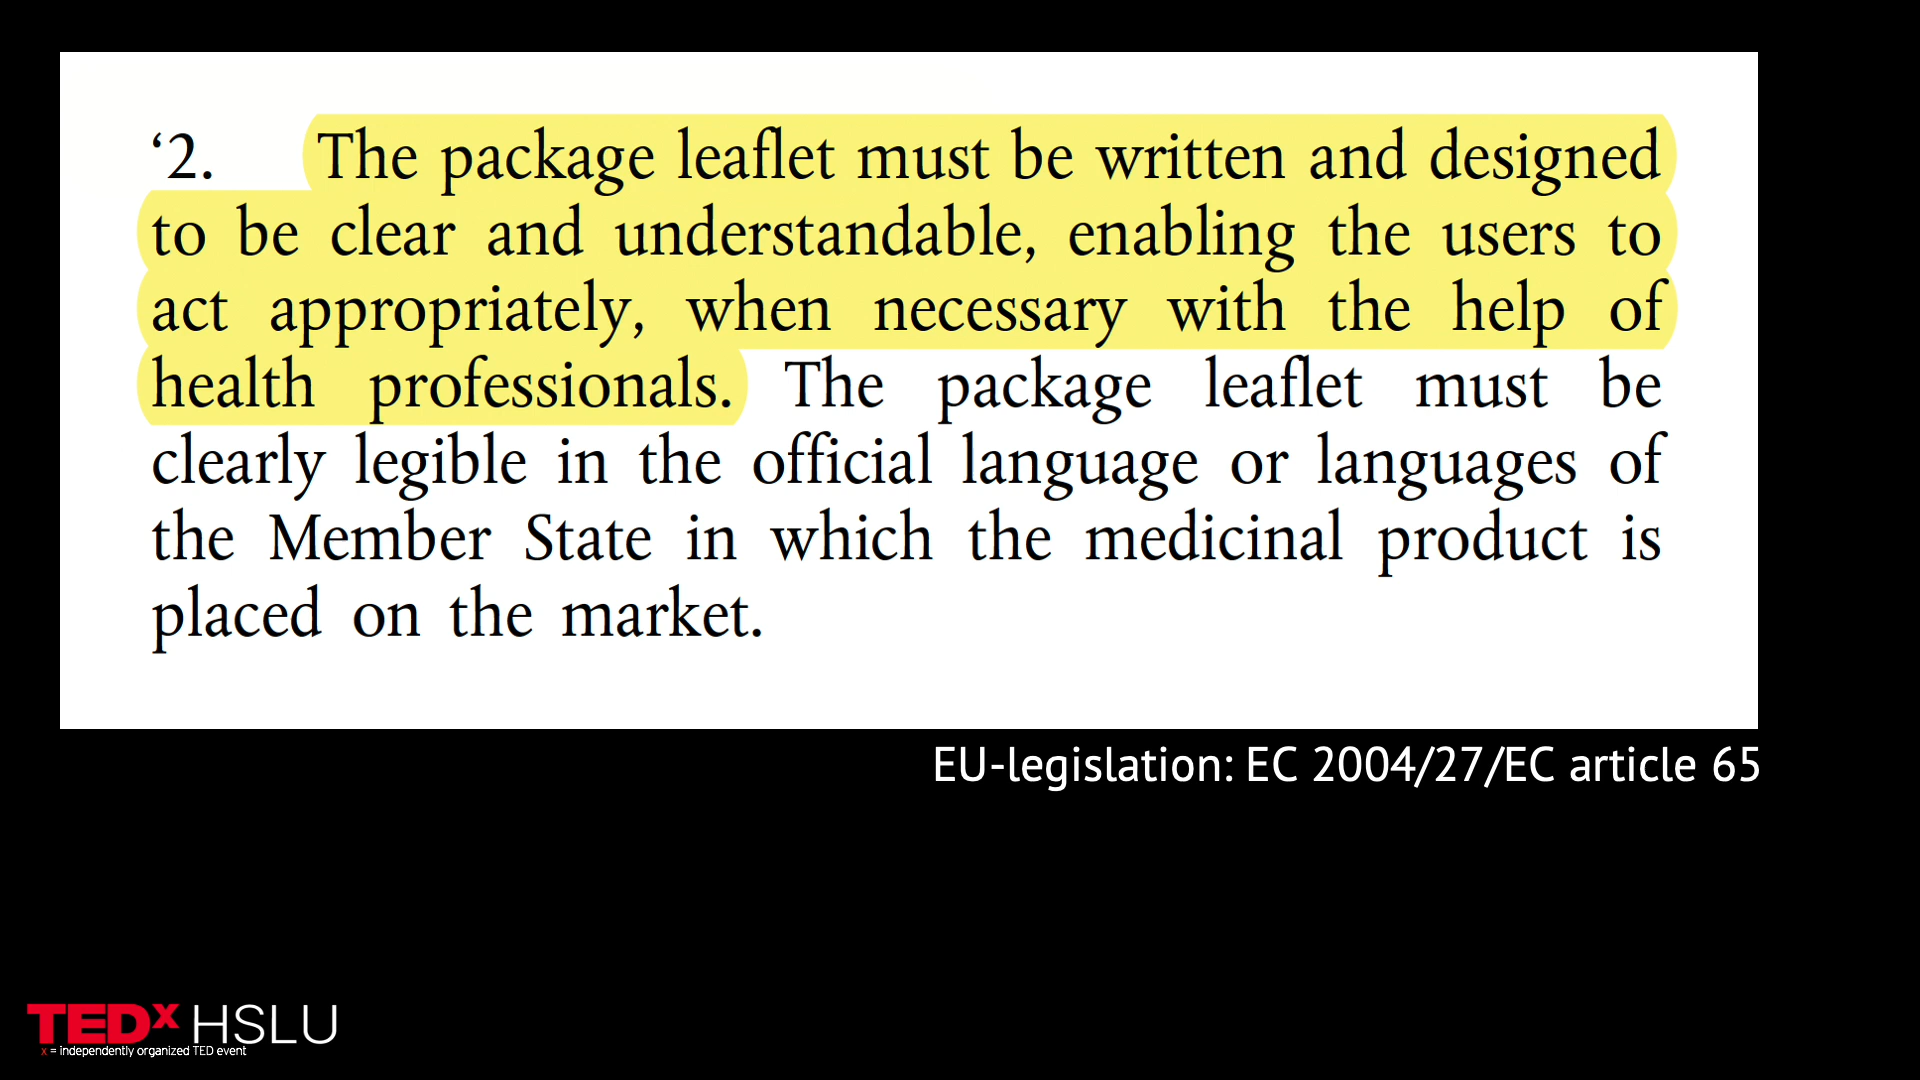 ‘2. The package leaflet must be written and designed
to be clear and understandable, enabling the users to
act appropriately, when necessary with the help of
health professionals. The package leaflet must be
clearly legible in the official language or languages of
the Member State in which the medicinal product is
placed on the market.
EU-legislation: EC 2004/27/EC article 65
TEDx HSLU
x = independently organized TED event